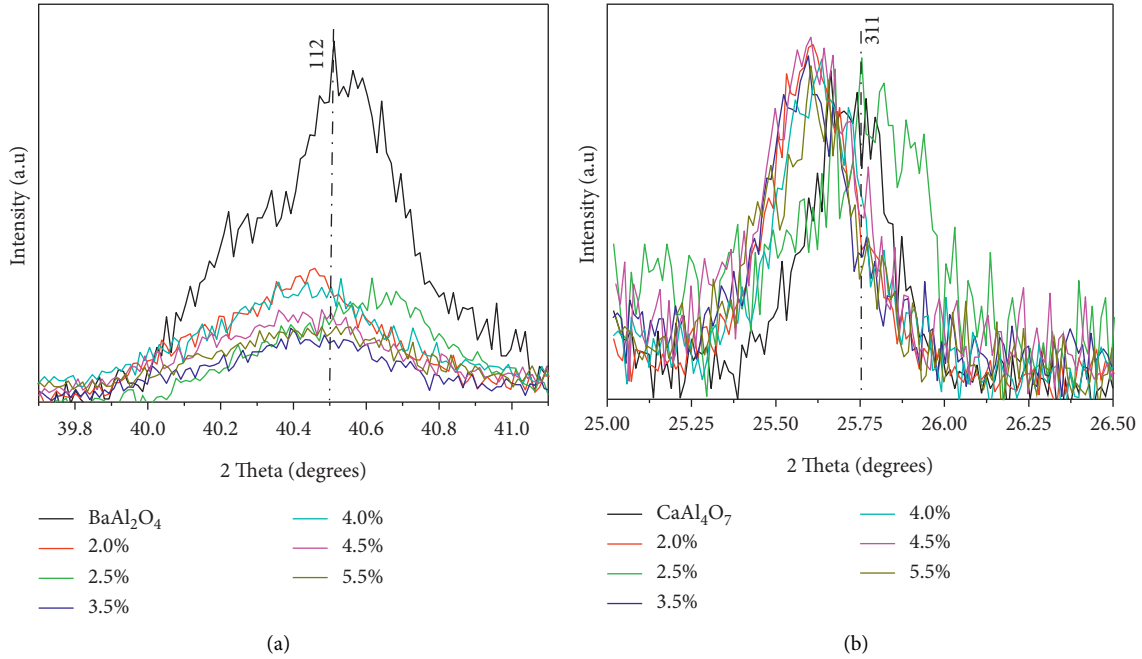 112
Intensity (a.u)
39.8 40.0 40.2 40.4 40.6 40.8 41.0
2 Theta (degrees)
BaAl₂O₄
2.0%
2.5%
3.5%
4.0%
4.5%
5.5%
(a)
311
Intensity (a.u)
25.00 25.25 25.50 25.75 26.00 26.25 26.50
2 Theta (degrees)
CaAl₄O₇
2.0%
2.5%
3.5%
4.0%
4.5%
5.5%
(b)